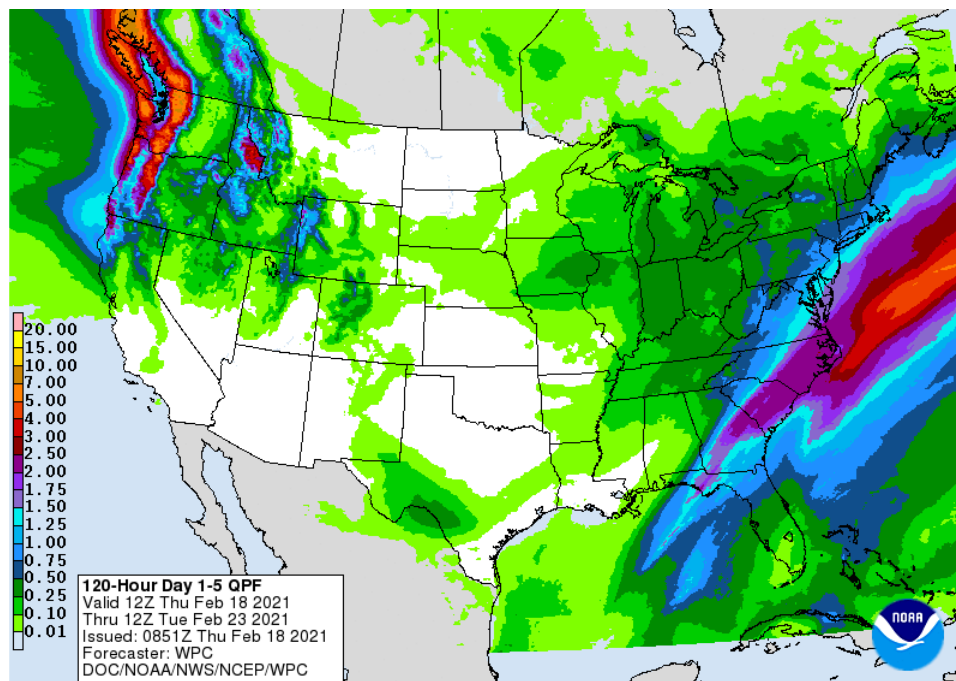 20.00
15.00
10.00
7.00
5.00
4.00
3.00
2.50
2.00
1.75
1.50
1.25
1.00
0.75
0.50
0.25
0.10
0.01
120-Hour Day 1-5 QPF
Valid 12Z Thu Feb 18 2021
Thru 12Z Tue Feb 23 2021
Issued: 0851Z Thu Feb 18 2021
Forecaster: WPC
DOC/NOAA/NWS/NCEP/WPC
NOAA